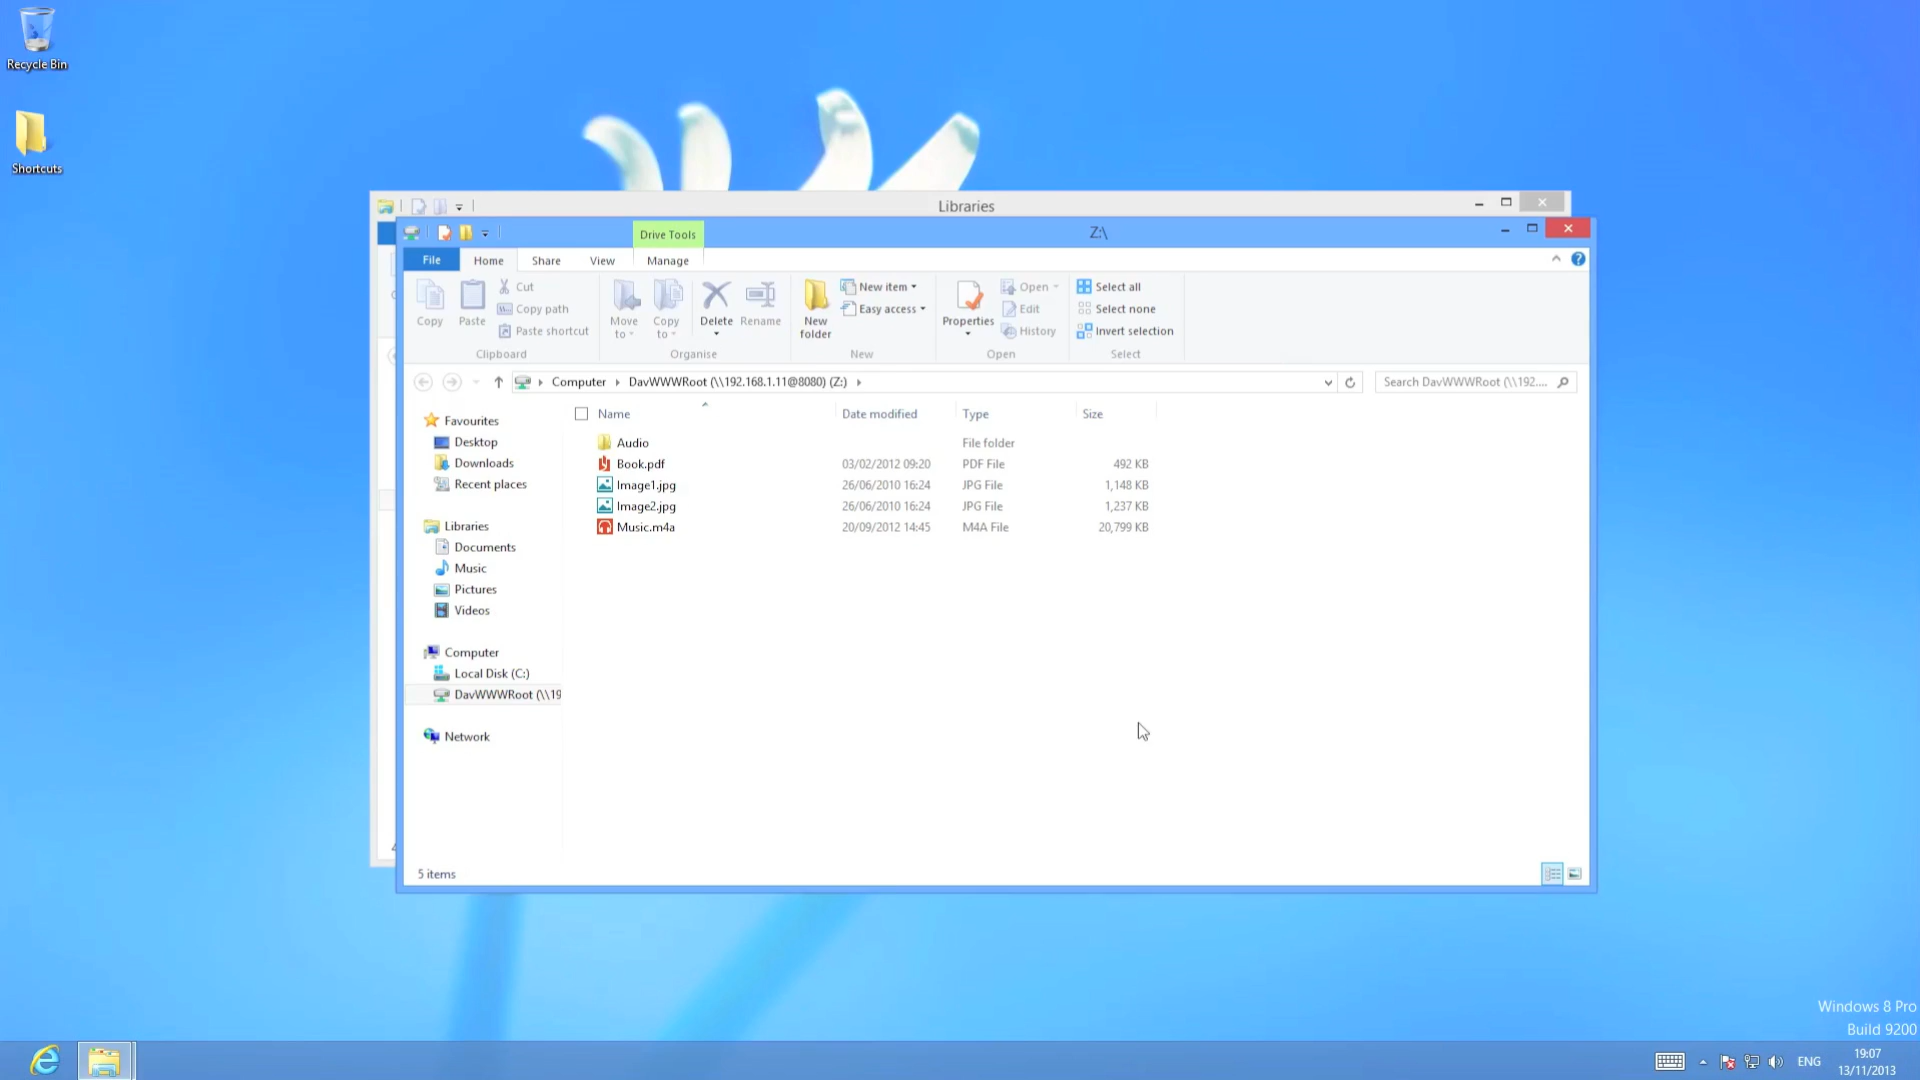 Recycle Bin
Shortcuts
Libraries
Drive Tools
Z:\
File
Home
Share
View
Manage
Copy
Paste
Cut
Copy path
Paste shortcut
Clipboard
Move to
Copy to
Delete
Rename
Organise
New folder
New item
Easy access
New
Properties
Open
Edit
History
Open
Select all
Select none
Invert selection
Select
Computer
DavWWWRoot (\\192.168.1.11@8080) (Z:)
Search DavWWWRoot (\\192....
Favourites
Desktop
Downloads
Recent places
Libraries
Documents
Music
Pictures
Videos
Computer
Local Disk (C:)
DavWWWRoot (\\19
Network
Name Date modified Type Size
Audio File folder
Book.pdf 03/02/2012 09:20 PDF File 492 KB
Image1.jpg 26/06/2010 16:24 JPG File 1,148 KB
Image2.jpg 26/06/2010 16:24 JPG File 1,237 KB
Music.m4a 20/09/2012 14:45 M4A File 20,799 KB
5 items
Windows 8 Pro
Build 9200
ENG
19:07
13/11/2013